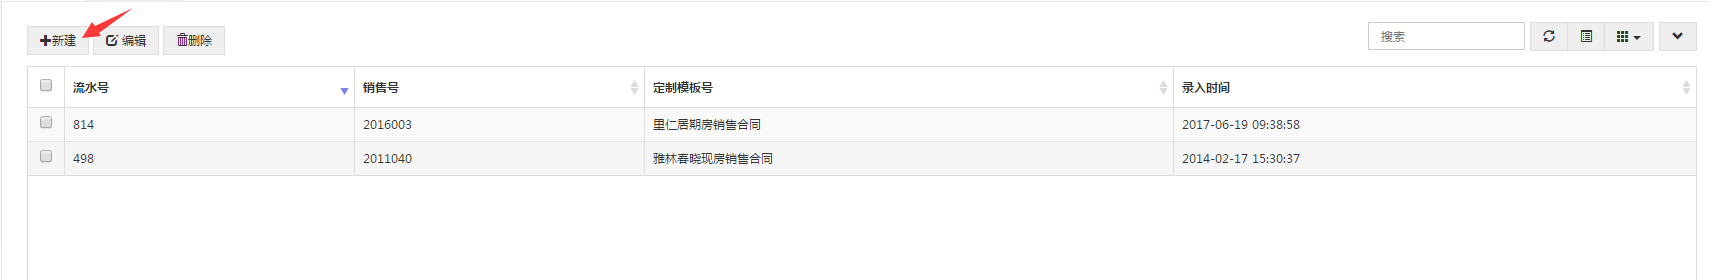 新建 编辑 删除 搜索
流水号 销售号 定制模板号 录入时间
814 2016003 里仁居期房销售合同 2017-06-19 09:38:58
498 2011040 雅林春晓现房销售合同 2014-02-17 15:30:37